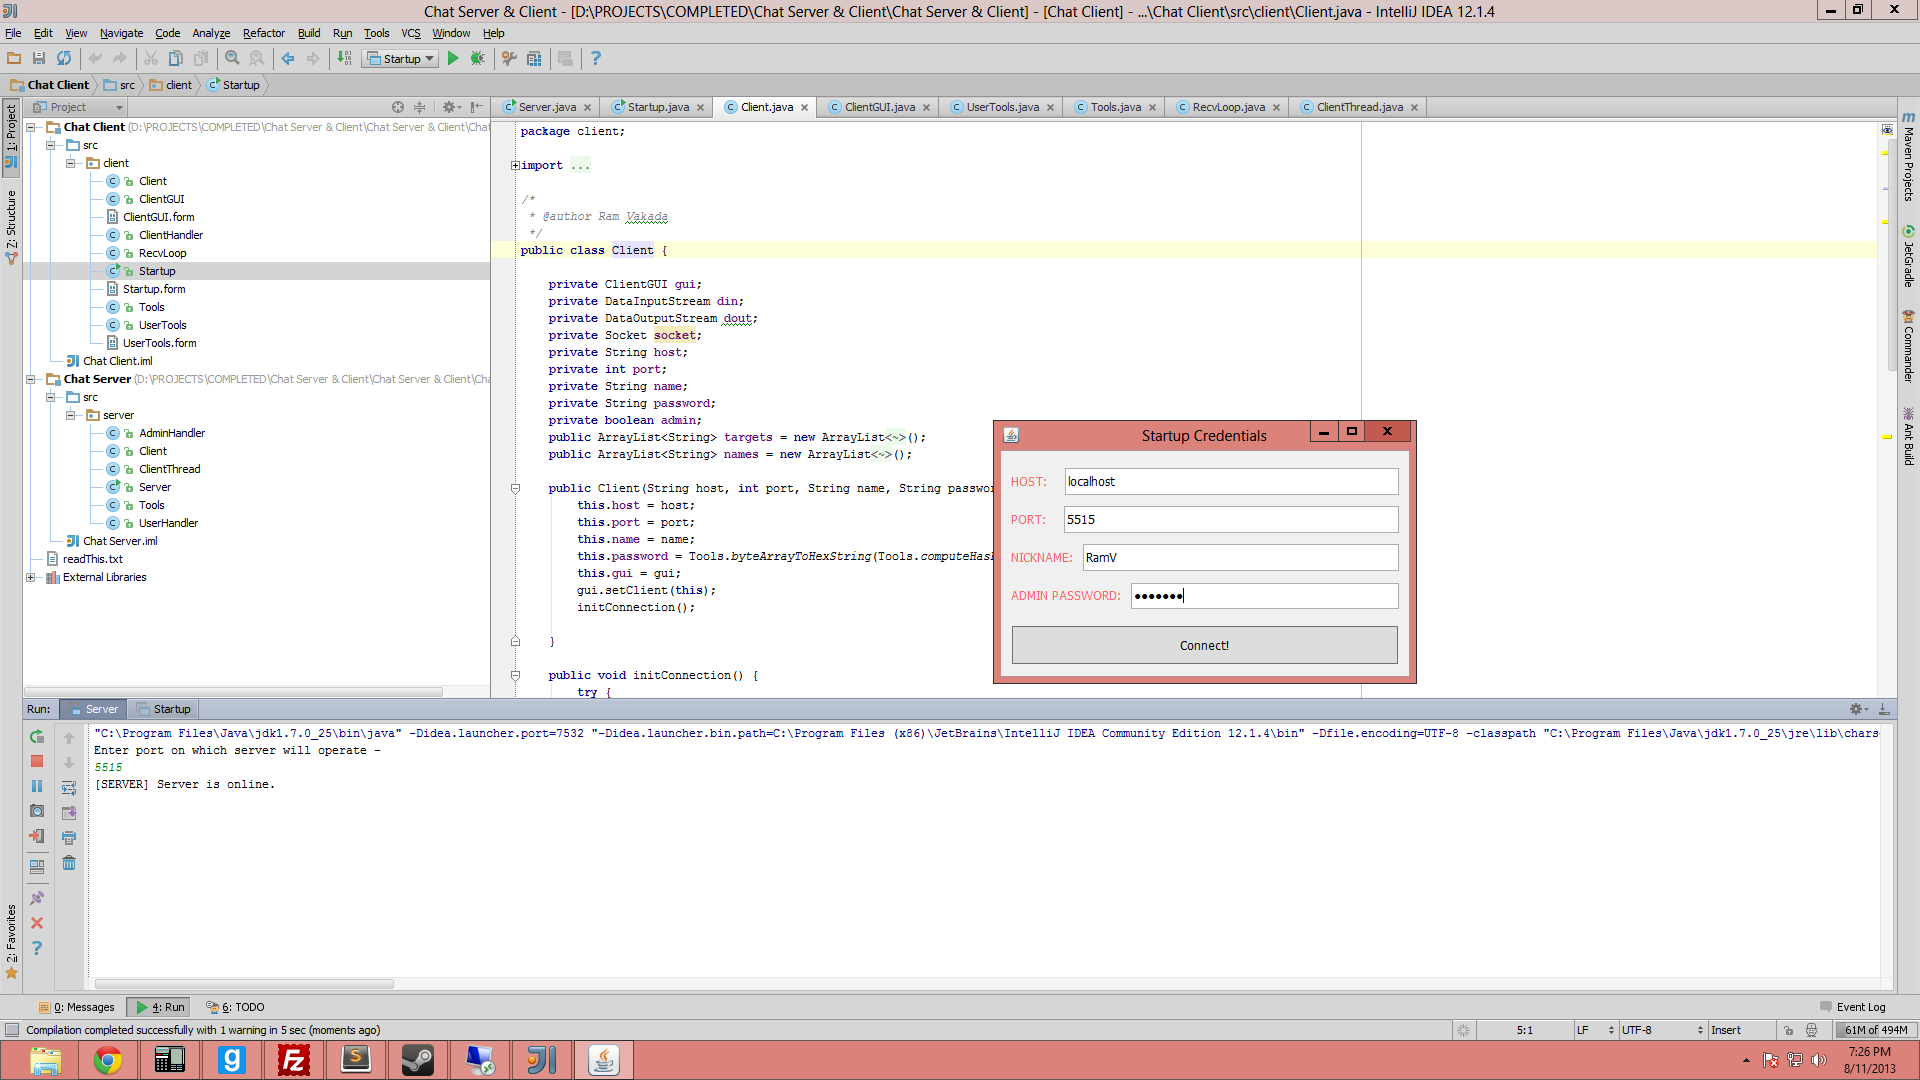 Chat Server & Client - [D:\PROJECTS\COMPLETED\Chat Server & Client\Chat Server & Client] - [Chat Client] - ...\Chat Client\src\client\Client.java - IntelliJ IDEA 12.1.4
File Edit View Navigate Code Analyze Refactor Build Run Tools VCS Window Help
Startup
Chat Client src client Startup
Project
Server.java Startup.java Client.java ClientGUI.java UserTools.java Tools.java RecvLoop.java ClientThread.java
1: Project
Z: Structure
2: Favorites
Chat Client (D:\PROJECTS\COMPLETED\Chat Server & Client\Chat Server & Client\Chat
src
client
Client
ClientGUI
ClientGUI.form
ClientHandler
RecvLoop
Startup
Startup.form
Tools
UserTools
UserTools.form
Chat Client.iml
Chat Server (D:\PROJECTS\COMPLETED\Chat Server & Client\Chat Server & Client\Cha
src
server
AdminHandler
Client
ClientThread
Server
Tools
UserHandler
Chat Server.iml
readThis.txt
External Libraries
package client;
import ...
/*
* @author Ram Vakada
*/
public class Client {
private ClientGUI gui;
private DataInputStream din;
private DataOutputStream dout;
private Socket socket;
private String host;
private int port;
private String name;
private String password;
private boolean admin;
public ArrayList<String> targets = new ArrayList<~>();
public ArrayList<String> names = new ArrayList<~>();
public Client(String host, int port, String name, String passwor
this.host = host;
this.port = port;
this.name = name;
this.password = Tools.byteArrayToHexString(Tools.computeHas
this.gui = gui;
gui.setClient(this);
initConnection();
}
public void initConnection() {
try {
Startup Credentials
HOST: localhost
PORT: 5515
NICKNAME: RamV
ADMIN PASSWORD: •••••••
Connect!
Maven Projects
JetGradle
Commander
Ant Build
Run: Server Startup
"C:\Program Files\Java\jdk1.7.0_25\bin\java" -Didea.launcher.port=7532 "-Didea.launcher.bin.path=C:\Program Files (x86)\JetBrains\IntelliJ IDEA Community Edition 12.1.4\bin" -Dfile.encoding=UTF-8 -classpath "C:\Program Files\Java\jdk1.7.0_25\jre\lib\chars
Enter port on which server will operate -
5515
[SERVER] Server is online.
0: Messages 4: Run 6: TODO Event Log
Compilation completed successfully with 1 warning in 5 sec (moments ago) 5:1 LF UTF-8 Insert 61M of 494M
7:26 PM
8/11/2013